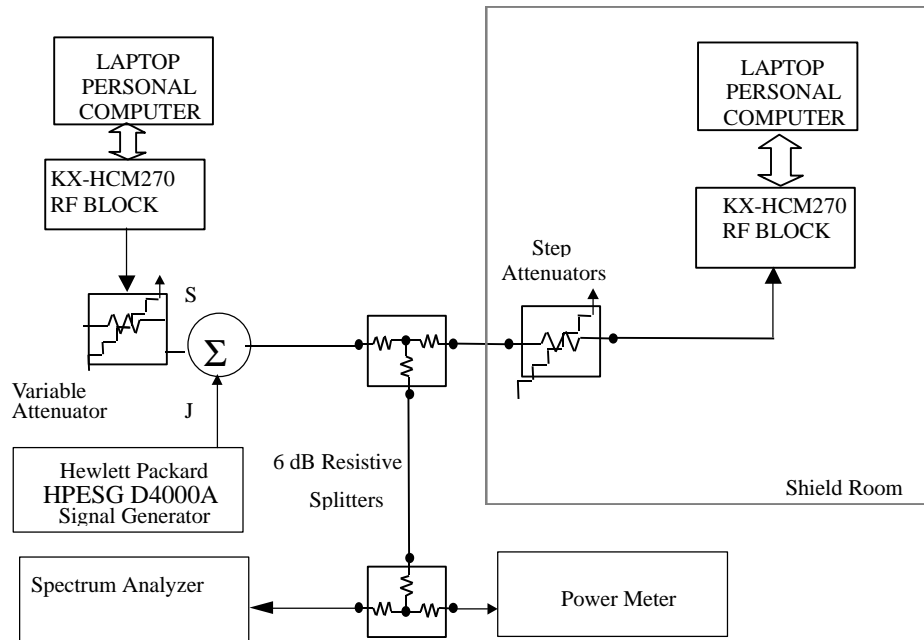 LAPTOP
PERSONAL
COMPUTER
KX-HCM270
RF BLOCK
S
Σ
Variable
Attenuator
J
Hewlett Packard
HPESG D4000A
Signal Generator
6 dB Resistive
Splitters
Spectrum Analyzer
Power Meter
LAPTOP
PERSONAL
COMPUTER
KX-HCM270
RF BLOCK
Step
Attenuators
Shield Room